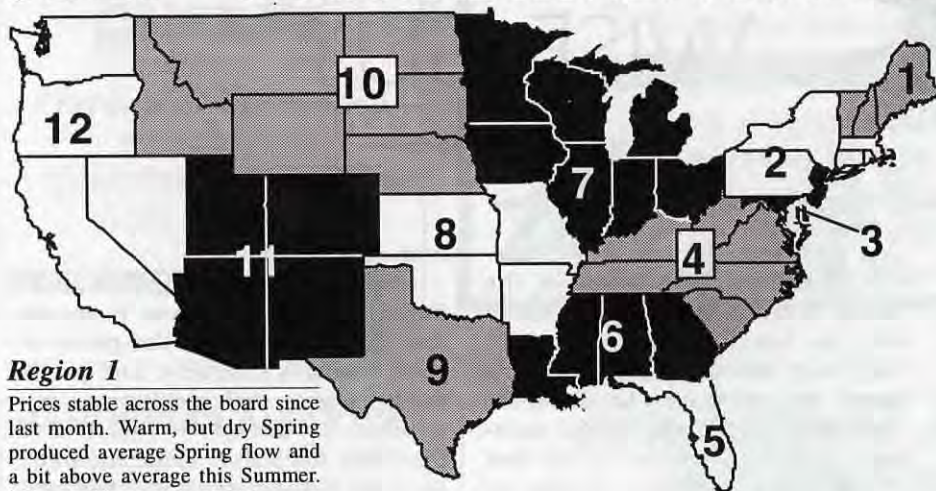 10
1
12
2
7
8
4
3
11
6
9
5
Region 1
Prices stable across the board since
last month. Warm, but dry Spring
produced average Spring flow and
a bit above average this Summer.